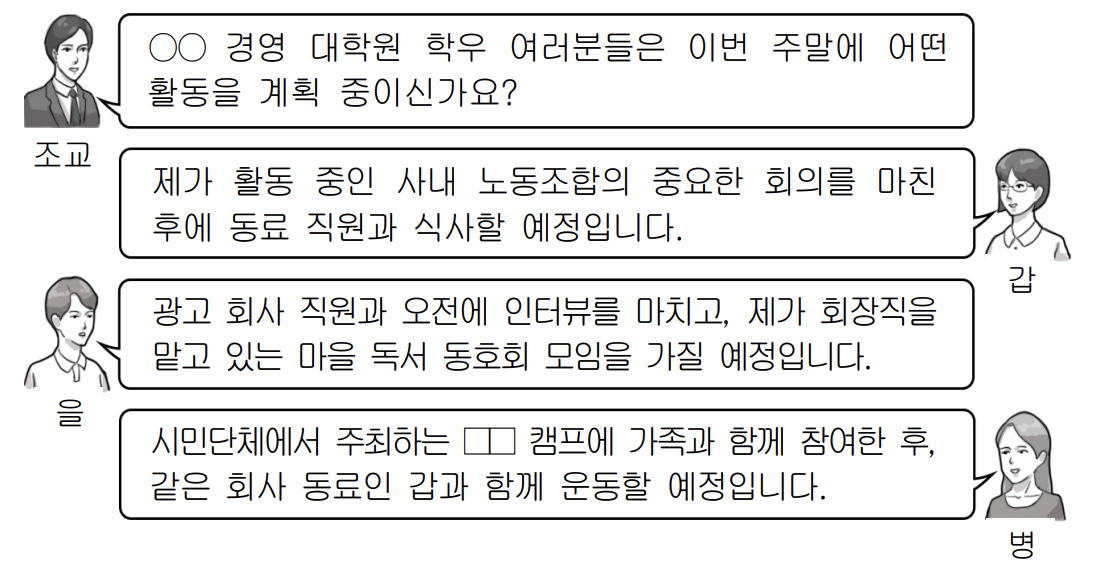 ○○ 경영 대학원 학우 여러분들은 이번 주말에 어떤
활동을 계획 중이신가요?
조교
제가 활동 중인 사내 노동조합의 중요한 회의를 마친
후에 동료 직원과 식사할 예정입니다.
갑
광고 회사 직원과 오전에 인터뷰를 마치고, 제가 회장직을
맡고 있는 마을 독서 동호회 모임을 가질 예정입니다.
을
시민단체에서 주최하는 □□ 캠프에 가족과 함께 참여한 후,
같은 회사 동료인 갑과 함께 운동할 예정입니다.
병